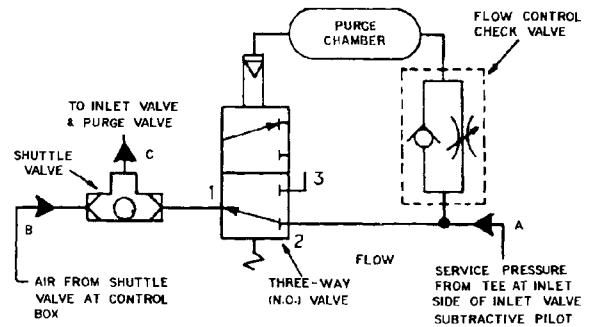 PURGE
CHAMBER
FLOW CONTROL
CHECK VALVE
TO INLET VALVE
& PURGE VALVE
SHUTTLE
VALVE
C
1
3
B
2
A
AIR FROM SHUTTLE
VALVE AT CONTROL
BOX
THREE-WAY
(N.O.) VALVE
FLOW
SERVICE PRESSURE
FROM TEE AT INLET
SIDE OF INLET VALVE
SUBTRACTIVE PILOT